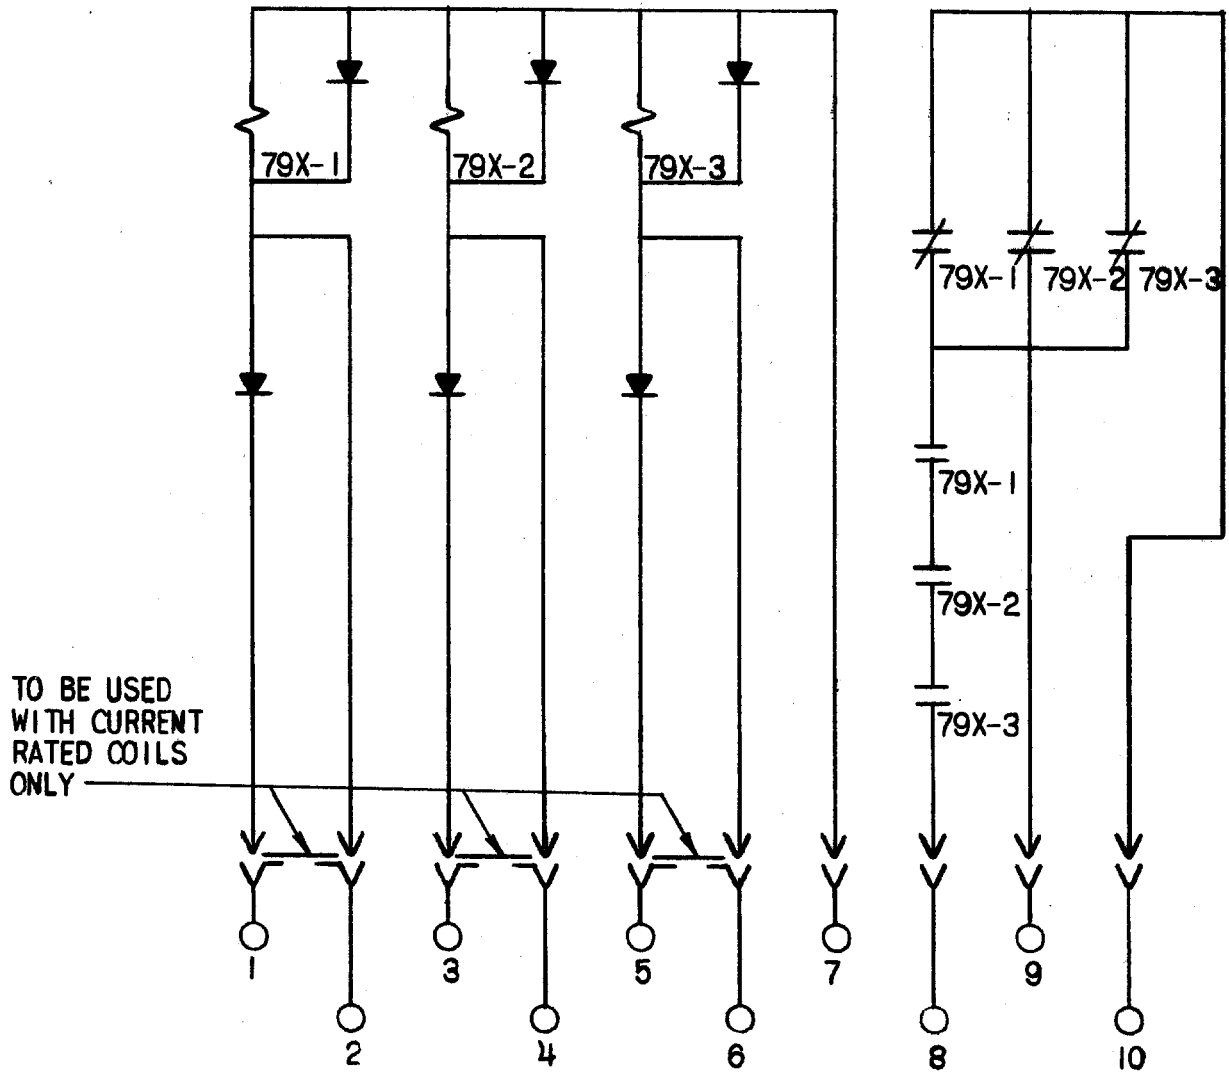 79X-1
79X-2
79X-3
79X-1
79X-2
79X-3
79X-1
79X-2
79X-3
TO BE USED
WITH CURRENT
RATED COILS
ONLY
1
3
5
7
9
2
4
6
8
10